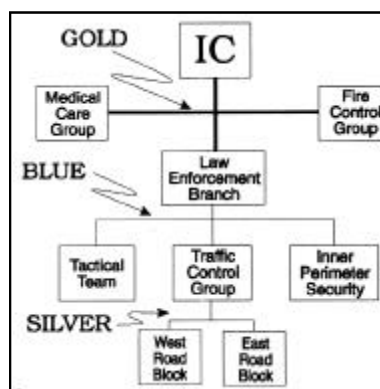 GOLD
IC
Medical
Care
Group
Fire
Control
Group
Law
Enforcement
Branch
BLUE
Tactical
Team
Traffic
Control
Group
Inner
Perimeter
Security
SILVER
West
Road
Block
East
Road
Block